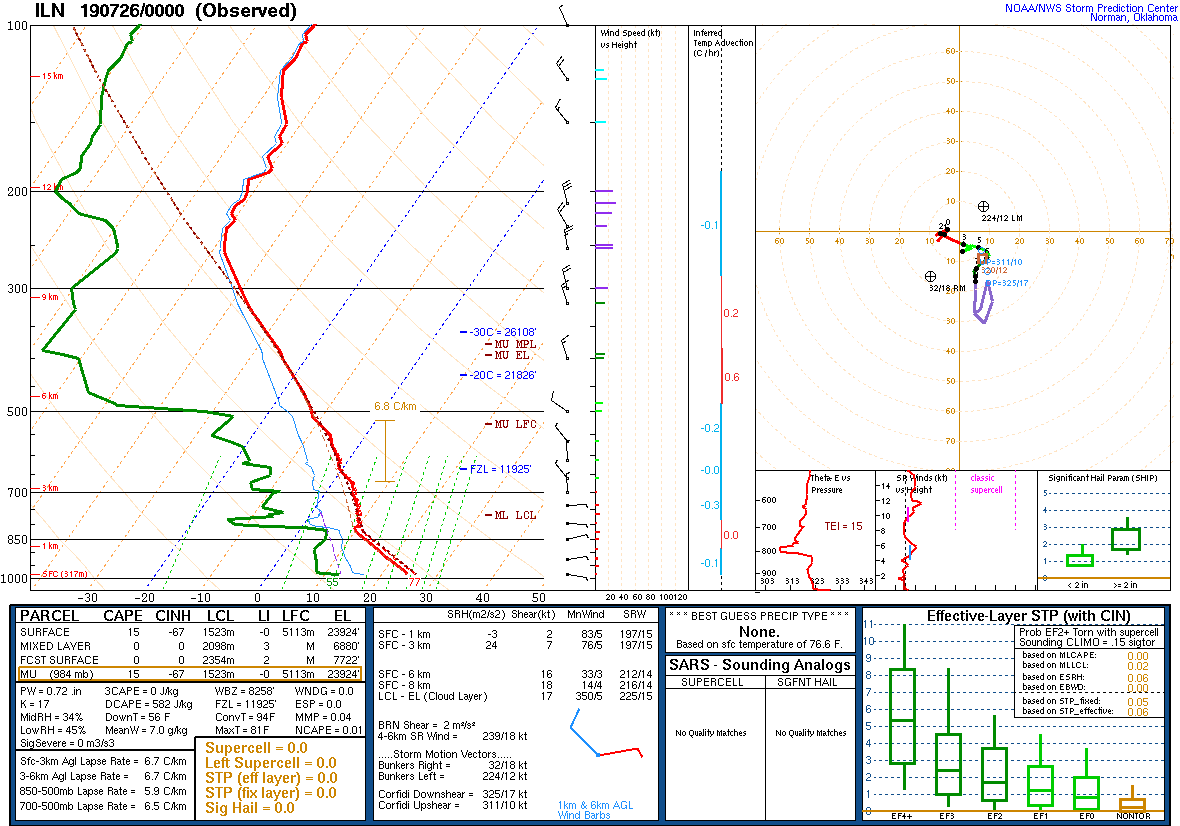 ILN 190726/0000 (Observed)
NOAA/NWS Storm Prediction Center
Norman, Oklahoma
100
200
300
400
500
700
850
1000
15 km
12 km
9 km
6 km
3 km
1 km
SFC (317m)
-30 -20 -10 0 10 20 30 40 50
-30C = 26108'
MU MPL
MU EL
-20C = 21826'
6.8 C/km
MU LFC
FZL = 11925'
ML LCL
55
77
Wind Speed (kt)
vs Height
20 40 60 80 100120
Inferred
Temp Advection
(C /hr)
-0.1
0.2
0.6
-0.2
-0.0
-0.3
0.0
-0.1
60
50
40
30
20
10
60 50 40 30 20 10 10 20 30 40 50 60 70
10
20
30
40
50
60
70
224/12 LM
32/18 RM
P=311/10
320/12
P=325/17
Theta-E vs
Pressure
600
700
800
900
TEI = 15
303 313 323 333 343
SR Winds (kt)
vs Height
14
12
10
8
6
4
2
classic
supercell
Significant Hail Param (SHIP)
5
4
3
2
1
0
< 2 in >= 2 in
PARCEL CAPE CINH LCL LI LFC EL
SURFACE 15 -67 1523m -0 5113m 23924'
MIXED LAYER 0 0 2098m 3 M 6880'
FCST SURFACE 0 0 2354m 2 M 7722'
MU (984 mb) 15 -67 1523m -0 5113m 23924'
PW = 0.72 .in 3CAPE = 0 J/kg WBZ = 8258' WNDG = 0.0
K = 17 DCAPE = 582 J/kg FZL = 11925' ESP = 0.0
MidRH = 34% DownT = 56 F ConvT = 94F MMP = 0.04
LowRH = 45% MeanW = 7.0 g/kg MaxT = 81F NCAPE = 0.01
SigSevere = 0 m3/s3
Sfc-3km Agl Lapse Rate = 6.7 C/km
3-6km Agl Lapse Rate = 6.7 C/km
850-500mb Lapse Rate = 5.9 C/km
700-500mb Lapse Rate = 6.5 C/km
Supercell = 0.0
Left Supercell = 0.0
STP (eff layer) = 0.0
STP (fix layer) = 0.0
Sig Hail = 0.0
SRH(m2/s2) Shear(kt) MnWind SRW
SFC - 1 km -3 2 83/5 197/15
SFC - 3 km 24 7 76/5 197/15
SFC - 6 km 16 33/3 212/14
SFC - 8 km 18 14/4 216/14
LCL - EL (Cloud Layer) 17 350/5 225/15
BRN Shear = 2 m²/s²
4-6km SR Wind = 239/18 kt
.....Storm Motion Vectors.....
Bunkers Right = 32/18 kt
Bunkers Left = 224/12 kt
Corfidi Downshear = 325/17 kt
Corfidi Upshear = 311/10 kt
1km & 6km AGL
Wind Barbs
* * * BEST GUESS PRECIP TYPE * * *
None.
Based on sfc temperature of 76.6 F.
SARS - Sounding Analogs
SUPERCELL SGFNT HAIL
No Quality Matches No Quality Matches
Effective-Layer STP (with CIN)
11
10
9
8
7
6
5
4
3
2
1
0
Prob EF2+ Torn with supercell
Sounding CLIMO = .15 sigtor
based on MLCAPE: 0.00
based on MLLCL: 0.02
based on ESRH: 0.06
based on EBWD: 0.00
based on STP_fixed: 0.05
based on STP_effective: 0.06
EF4+ EF3 EF2 EF1 EF0 NONTOR